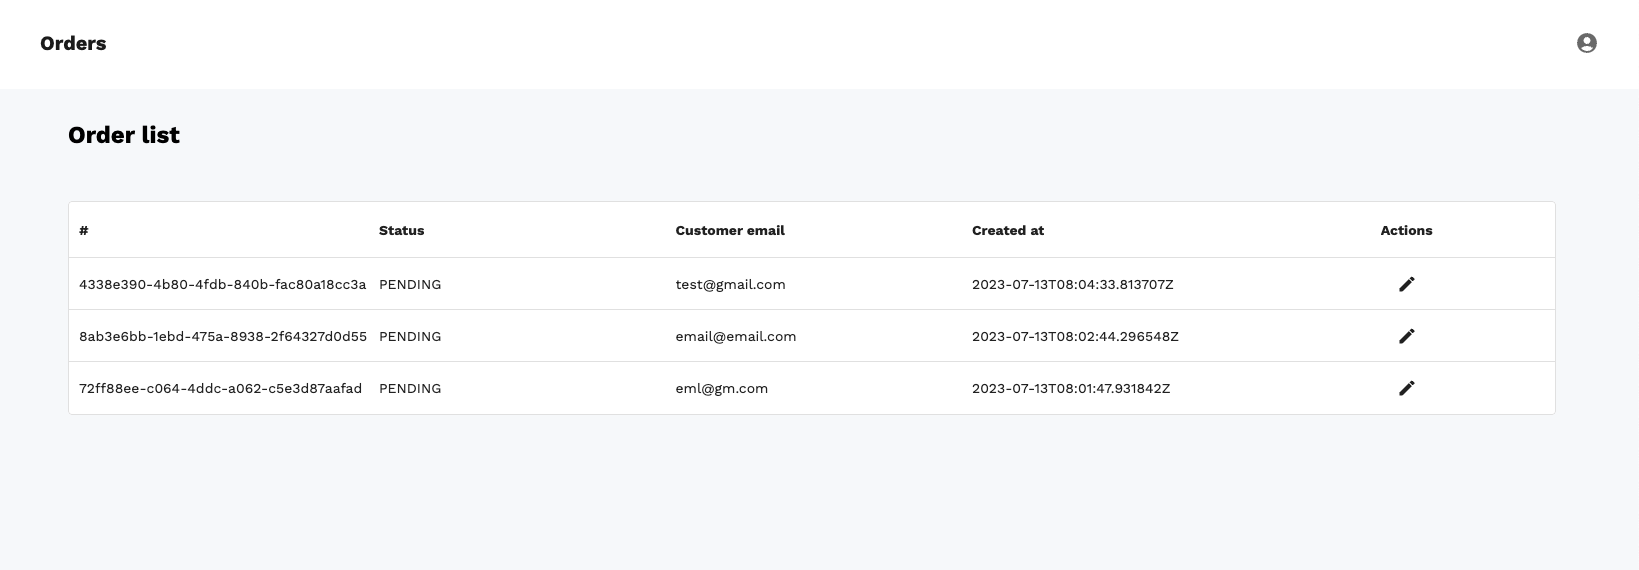 Orders
Order list
# Status Customer email Created at Actions
4338e390-4b80-4fdb-840b-fac80a18cc3a PENDING test@gmail.com 2023-07-13T08:04:33.813707Z
8ab3e6bb-1ebd-475a-8938-2f64327d0d55 PENDING email@email.com 2023-07-13T08:02:44.296548Z
72ff88ee-c064-4ddc-a062-c5e3d87aafad PENDING eml@gm.com 2023-07-13T08:01:47.931842Z